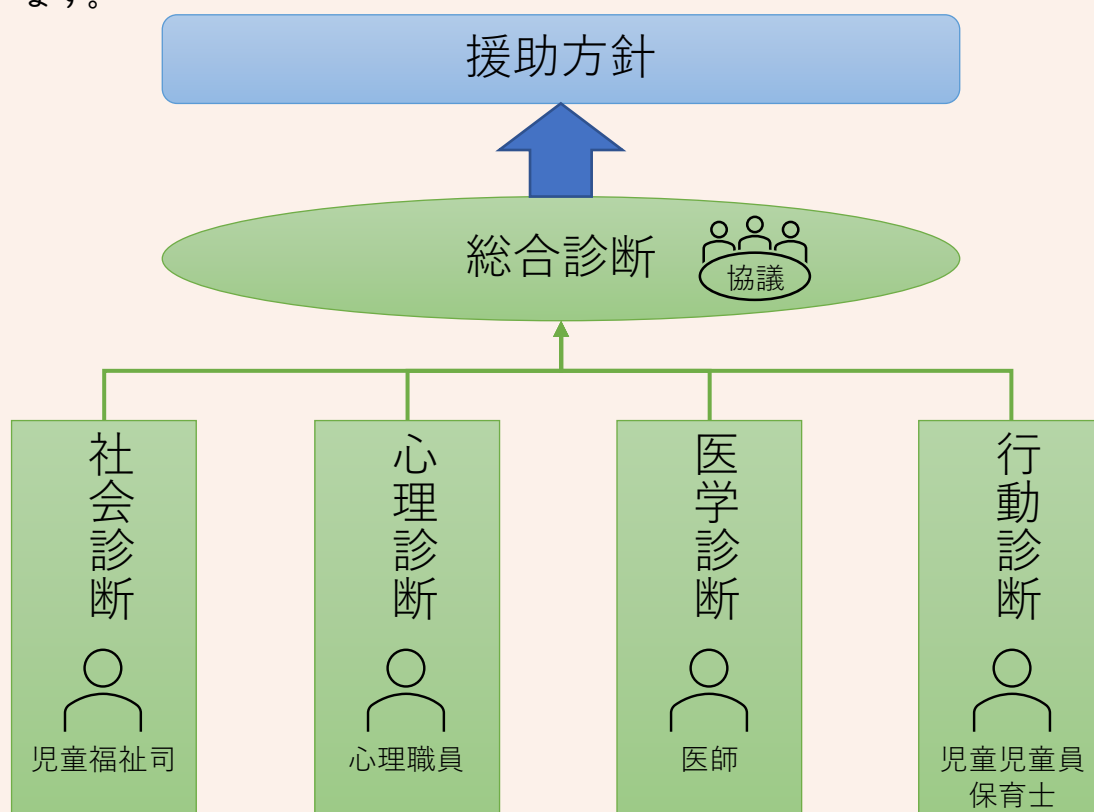 ます。
援助方針
総合診断
協議
社会診断
児童福祉司
心理診断
心理職員
医学診断
医師
行動診断
児童児童員
保育士